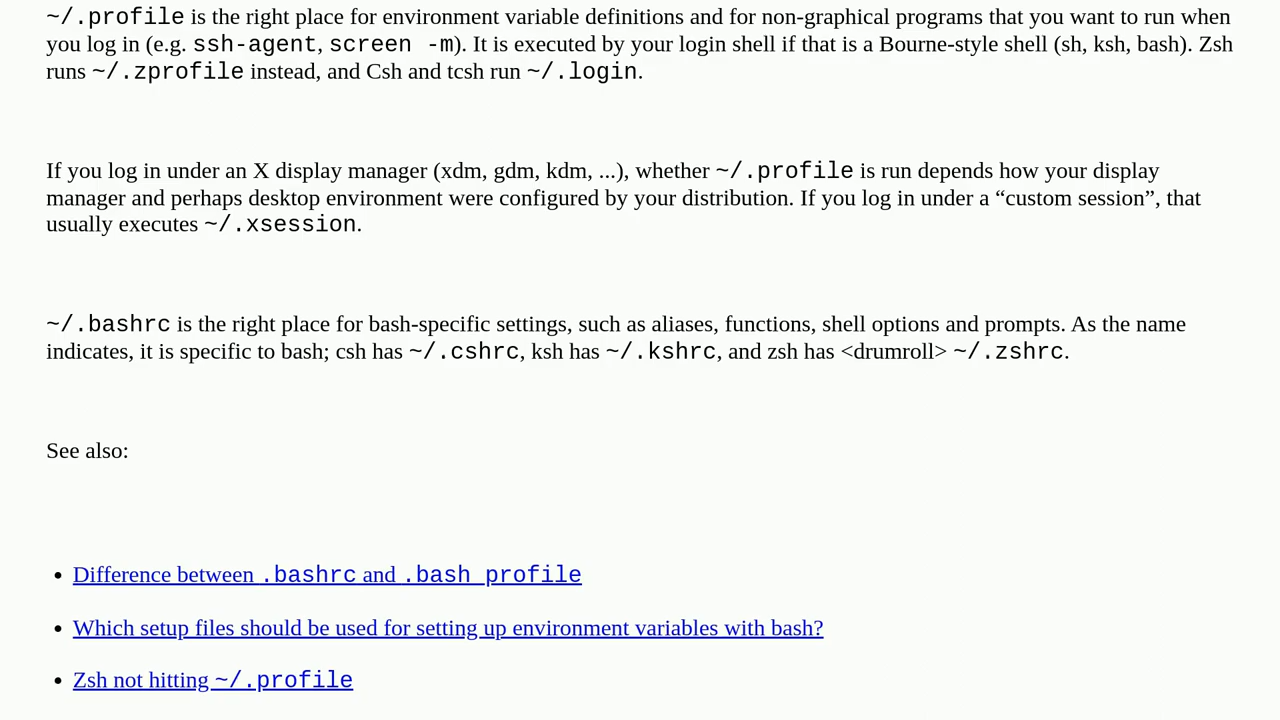 ~/.profile is the right place for environment variable definitions and for non-graphical programs that you want to run when
you log in (e.g. ssh-agent, screen -m). It is executed by your login shell if that is a Bourne-style shell (sh, ksh, bash). Zsh
runs ~/.zprofile instead, and Csh and tcsh run ~/.login.
If you log in under an X display manager (xdm, gdm, kdm, ...), whether ~/.profile is run depends how your display
manager and perhaps desktop environment were configured by your distribution. If you log in under a “custom session”, that
usually executes ~/.xsession.
~/.bashrc is the right place for bash-specific settings, such as aliases, functions, shell options and prompts. As the name
indicates, it is specific to bash; csh has ~/.cshrc, ksh has ~/.kshrc, and zsh has <drumroll> ~/.zshrc.
See also:
• Difference between .bashrc and .bash_profile
• Which setup files should be used for setting up environment variables with bash?
• Zsh not hitting ~/.profile